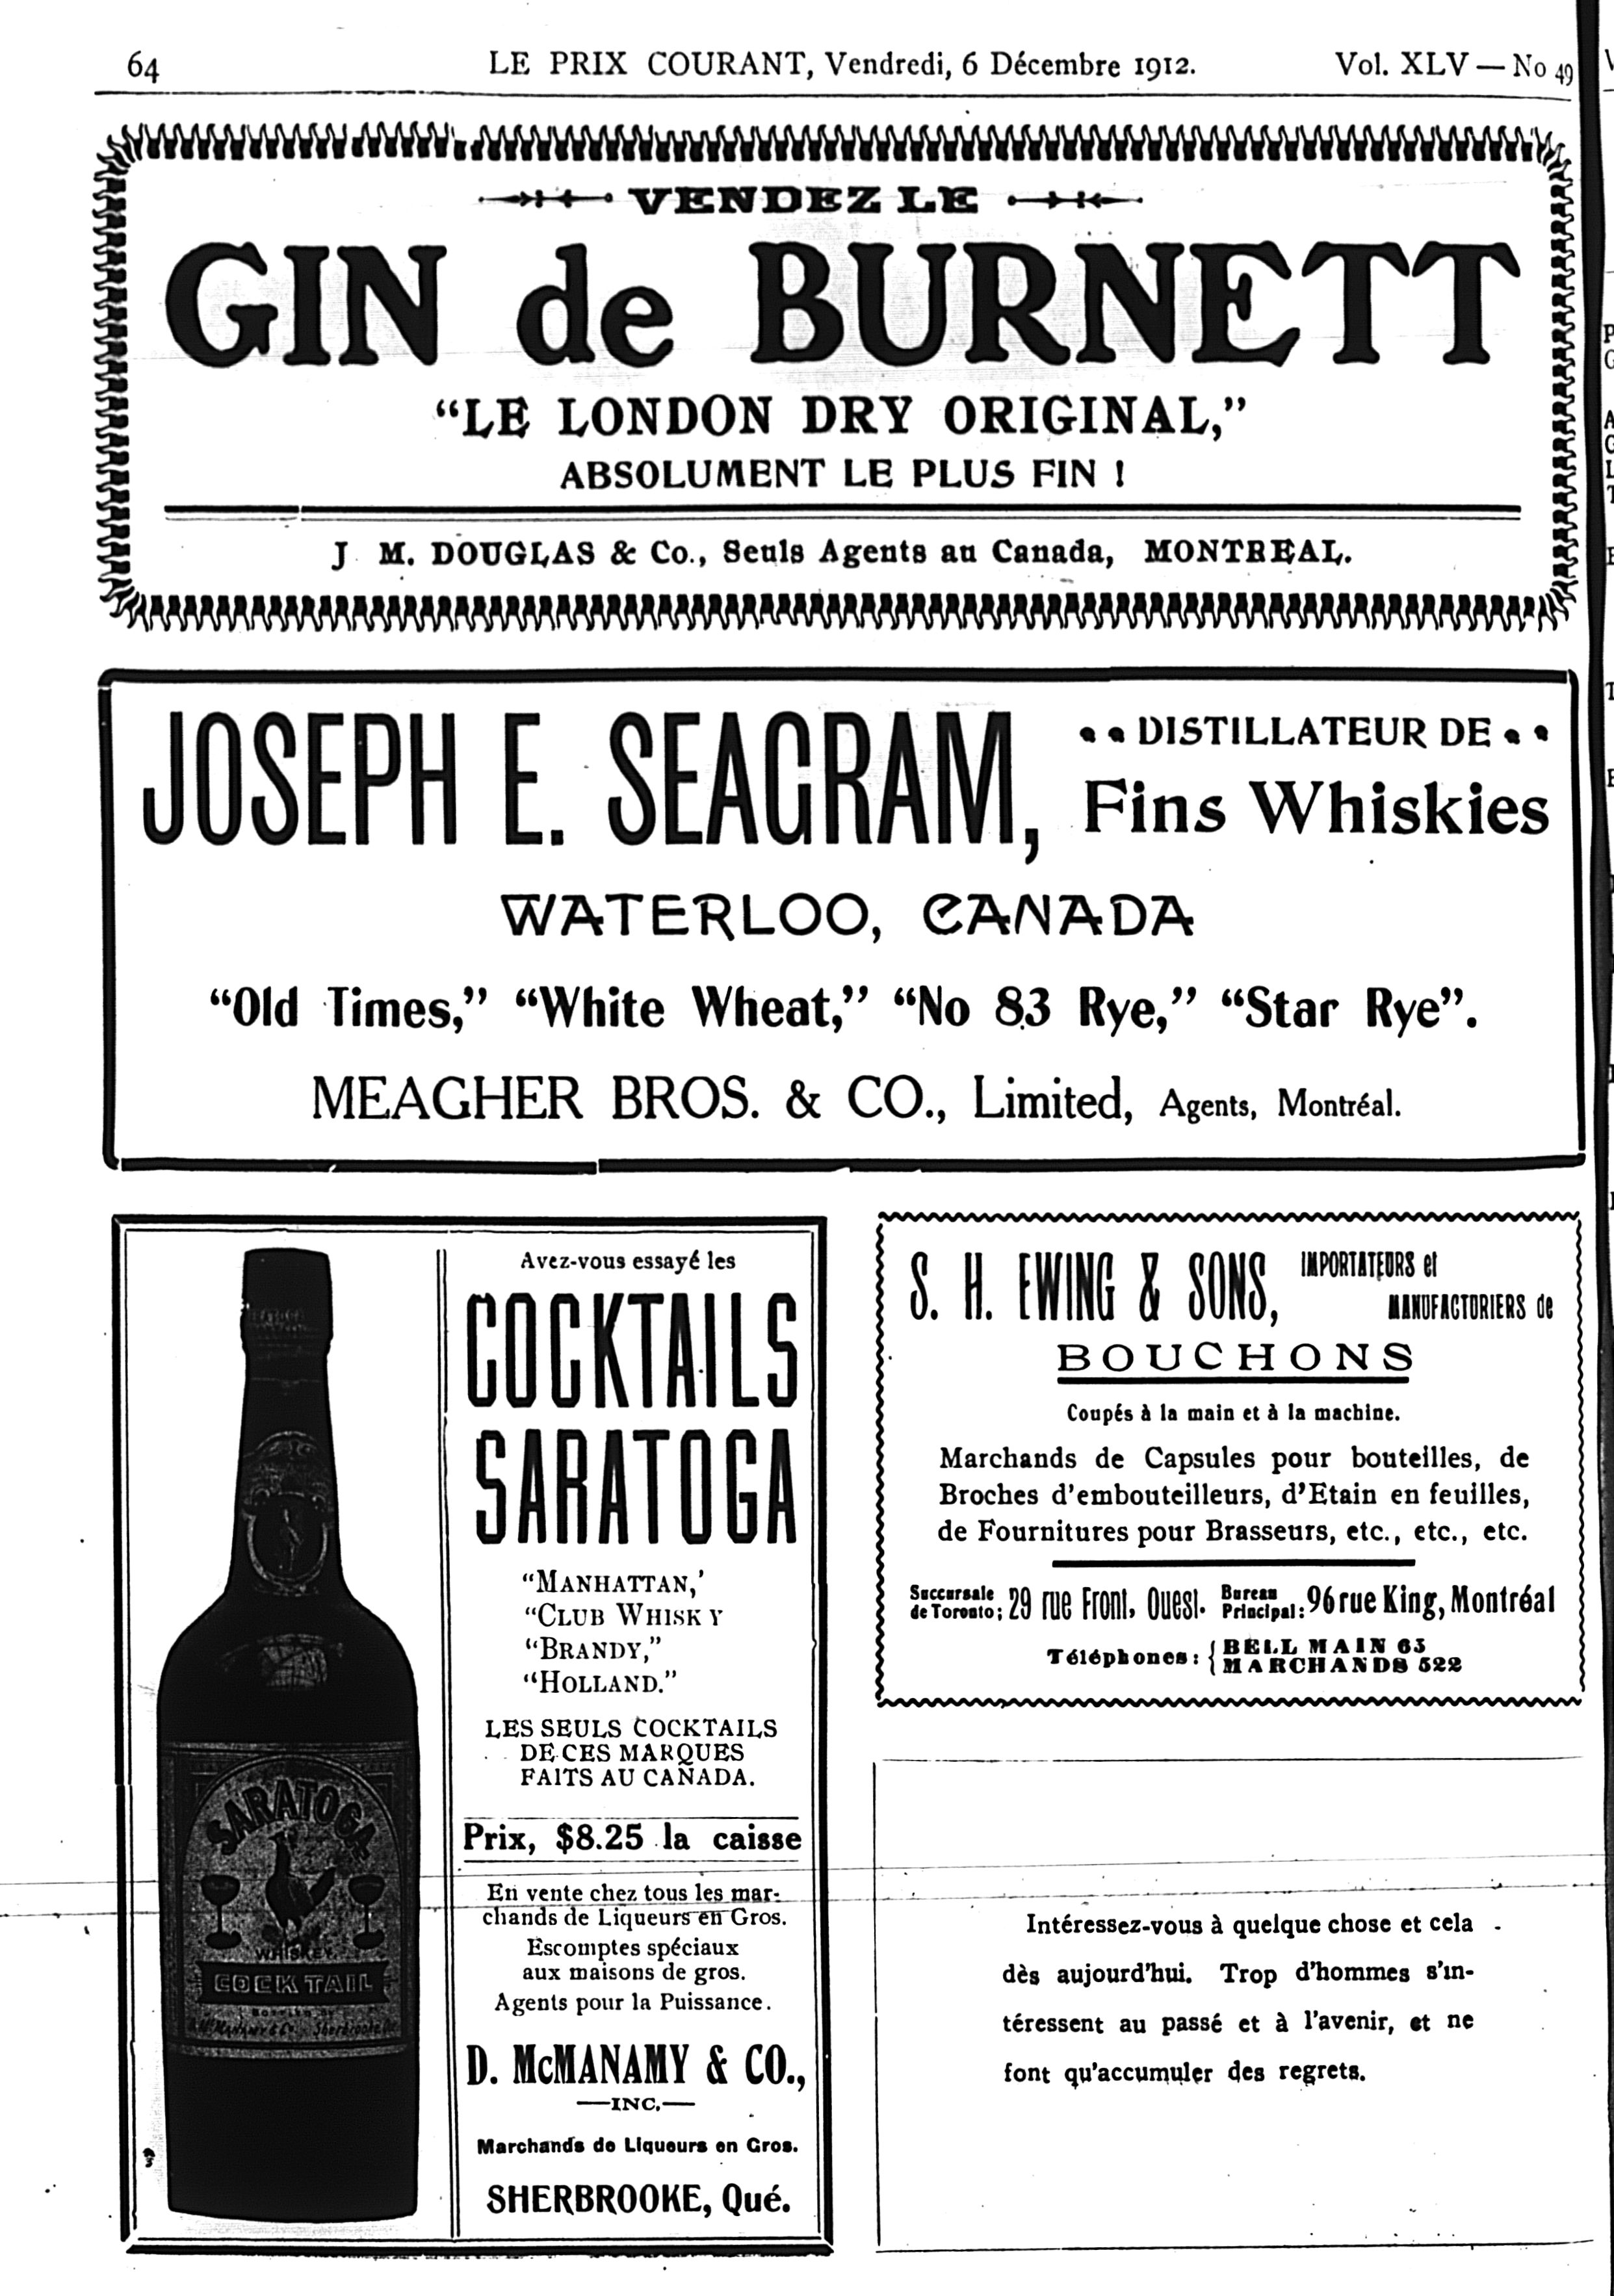 64 LE PRIX COURANT, Vendredi, 6 Décembre 1912. Vol. XLV — No 49
VENDEZ LE
GIN de BURNETT
“LE LONDON DRY ORIGINAL,”
ABSOLUMENT LE PLUS FIN !
J M. DOUGLAS & Co., Seuls Agents au Canada, MONTREAL.
JOSEPH E. SEAGRAM,
DISTILLATEUR DE
Fins Whiskies
WATERLOO, CANADA
“Old Times,” “White Wheat,” “No 83 Rye,” “Star Rye”.
MEAGHER BROS. & CO., Limited, Agents, Montréal.
SARATOGA
WHISKEY
COCKTAIL
Avez-vous essayé les
COCKTAILS
SARATOGA
“MANHATTAN,’
“CLUB WHISKY
“BRANDY,”
“HOLLAND.”
LES SEULS COCKTAILS
DE CES MARQUES
FAITS AU CANADA.
Prix, $8.25 la caisse
En vente chez tous les mar-
chands de Liqueurs en Gros.
Escomptes spéciaux
aux maisons de gros.
Agents pour la Puissance.
D. McMANAMY & CO.,
—INC.—
Marchands de Liqueurs en Gros.
SHERBROOKE, Qué.
S. H. EWING & SONS,
IMPORTATEURS et
MANUFACTURIERS de
BOUCHONS
Coupés à la main et à la machine.
Marchands de Capsules pour bouteilles, de
Broches d'embouteilleurs, d'Etain en feuilles,
de Fournitures pour Brasseurs, etc., etc., etc.
Succursale de Toronto: 29 rue Front, Ouest. Bureau Principal: 96 rue King, Montréal
Téléphones: { BELL MAIN 65
MARCHANDS 522
Intéressez-vous à quelque chose et cela
dès aujourd'hui. Trop d'hommes s'in-
téressent au passé et à l'avenir, et ne
font qu'accumuler des regrets.